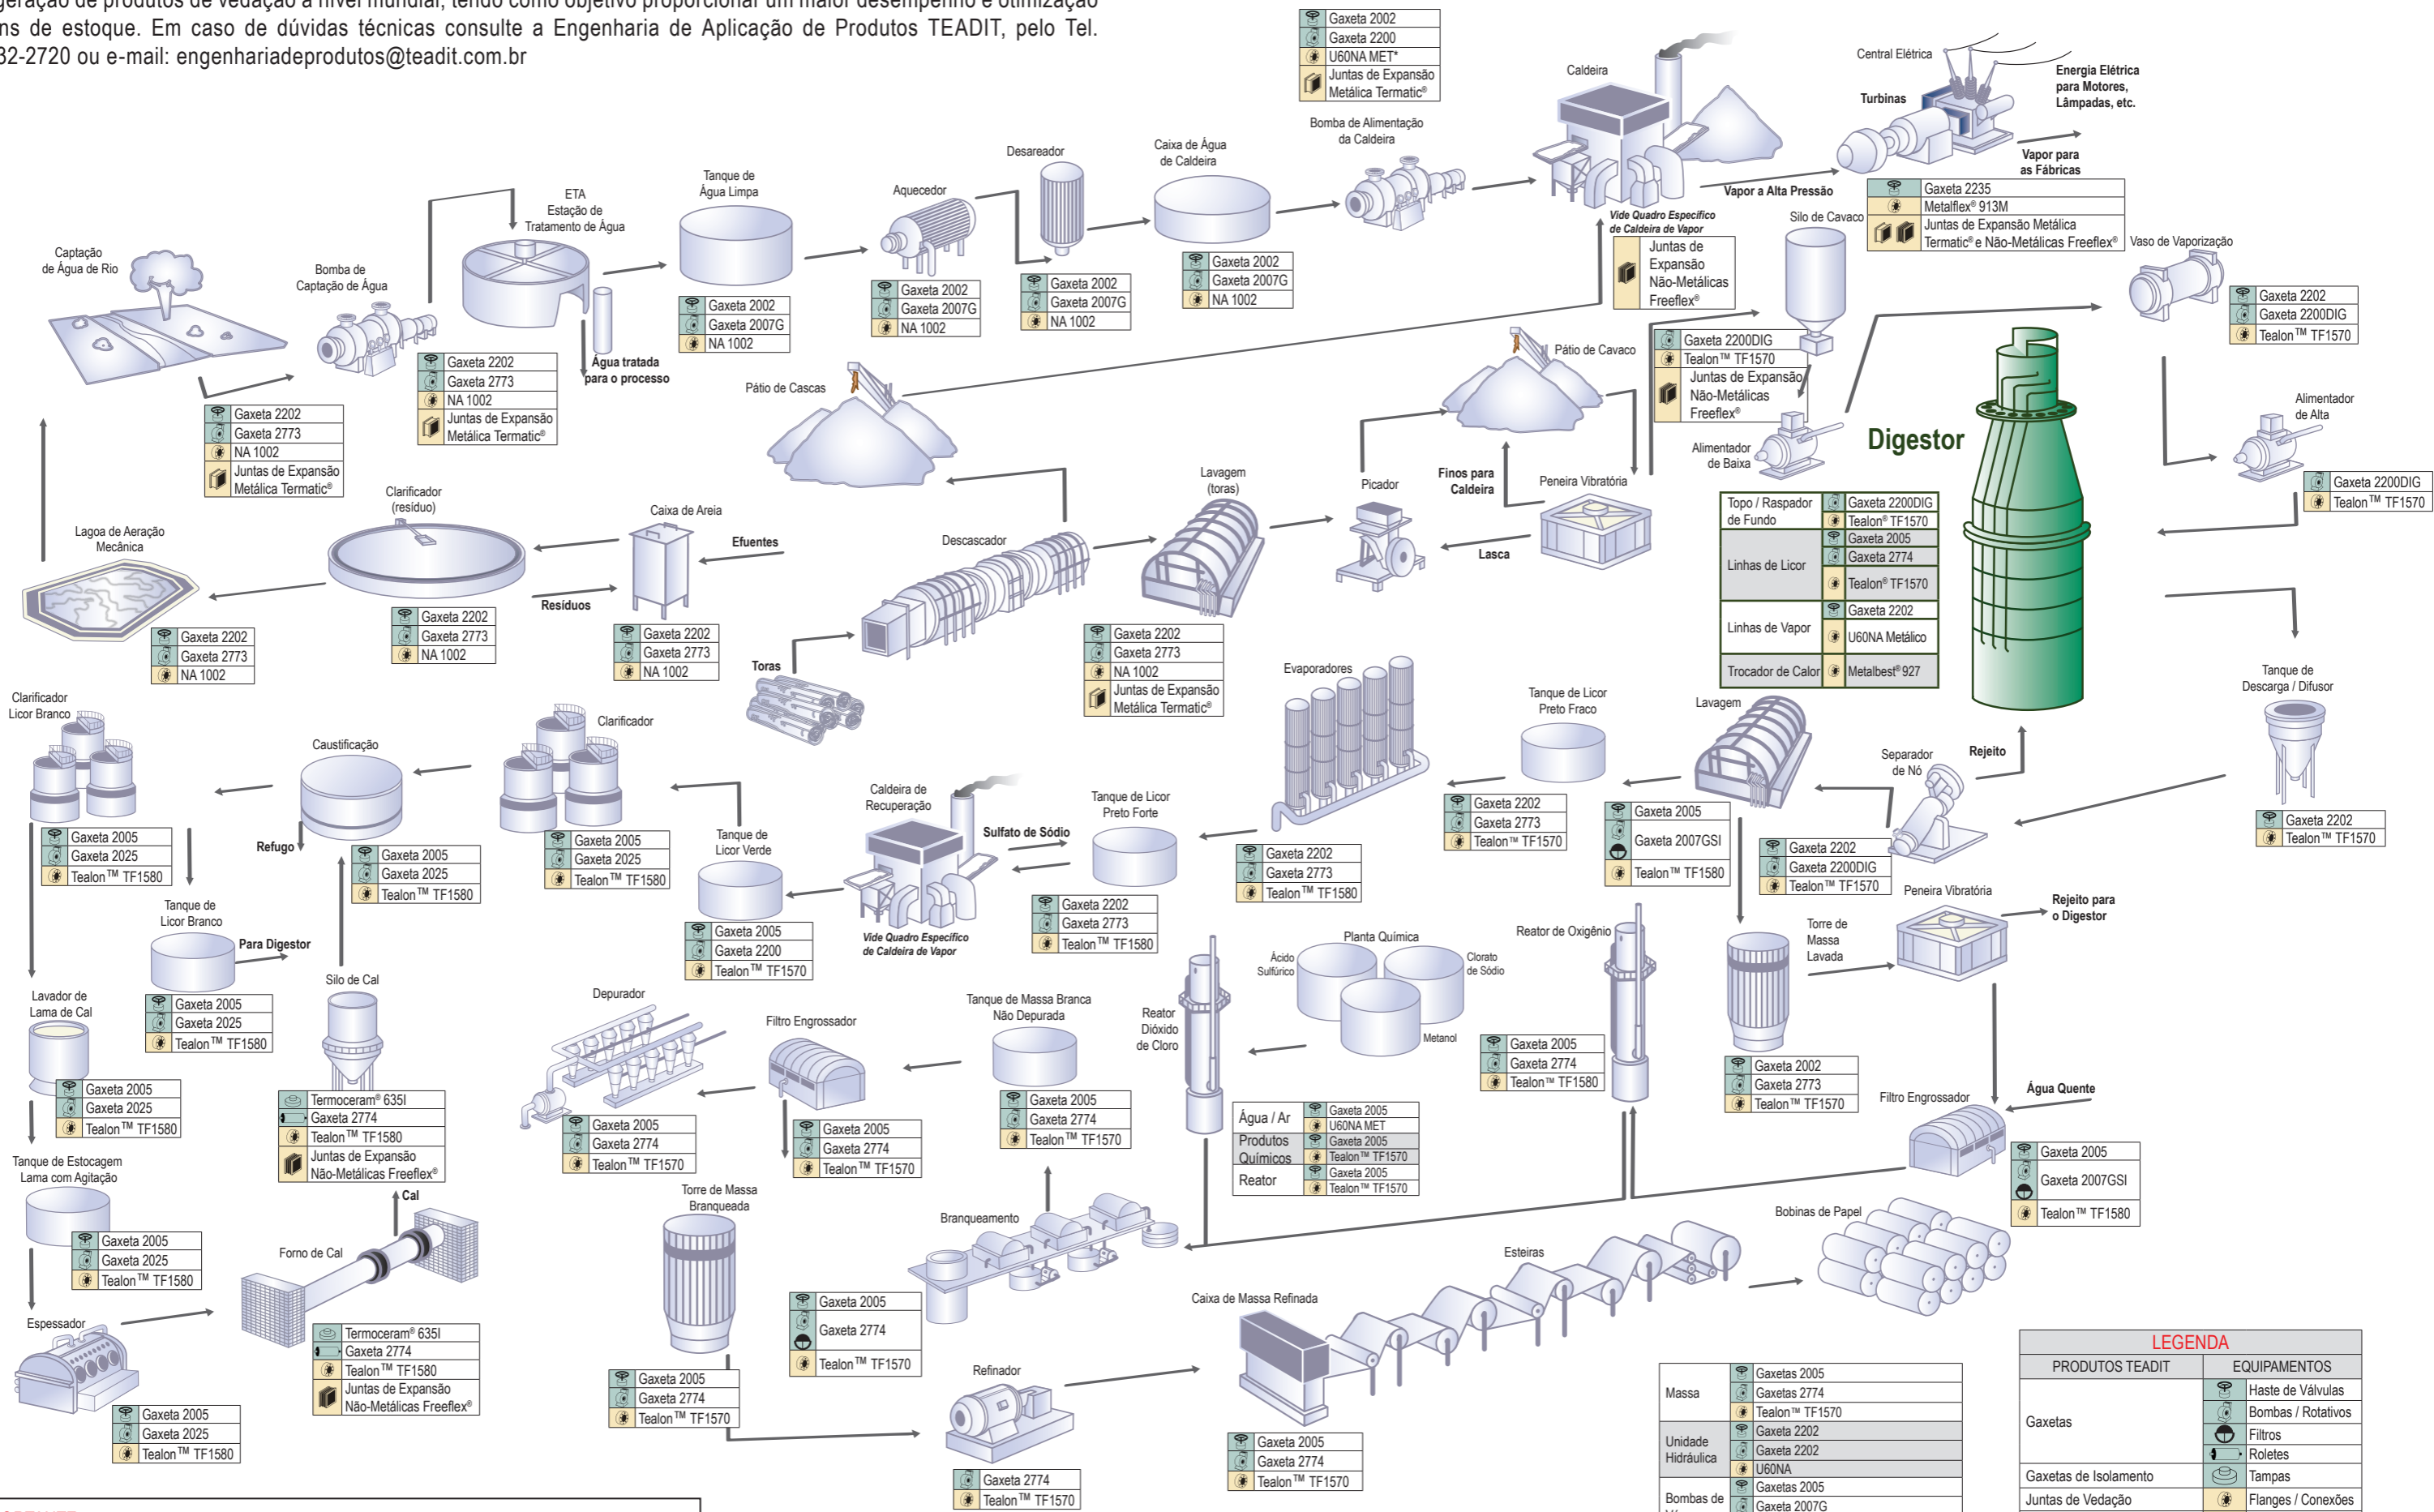 geração de produtos de vedação a nível mundial, tendo como objetivo proporcionar um maior desempenho e otimização
ns de estoque. Em caso de dúvidas técnicas consulte a Engenharia de Aplicação de Produtos TEADIT, pelo Tel.
32-2720 ou e-mail: engenhariadeprodutos@teadit.com.br
Gaxeta 2002
Gaxeta 2200
U60NA MET*
Juntas de Expansão
Metálica Termatic®
Bomba de Alimentação
da Caldeira
Caldeira
Vide Quadro Específico
de Caldeira de Vapor
Juntas de
Expansão
Não-Metálicas
Freeflex®
Vapor a Alta Pressão
Central Elétrica
Turbinas
Energia Elétrica
para Motores,
Lâmpadas, etc.
Vapor para
as Fábricas
Gaxeta 2235
Metalflex® 913M
Juntas de Expansão Metálica
Termatic® e Não-Metálicas Freeflex®
Captação
de Água de Rio
Gaxeta 2202
Gaxeta 2773
NA 1002
Juntas de Expansão
Metálica Termatic®
Bomba de
Captação de Água
Gaxeta 2202
Gaxeta 2773
NA 1002
Juntas de Expansão
Metálica Termatic®
ETA
Estação de
Tratamento de Água
Água tratada
para o processo
Tanque de
Água Limpa
Gaxeta 2002
Gaxeta 2007G
NA 1002
Aquecedor
Gaxeta 2002
Gaxeta 2007G
NA 1002
Desareador
Gaxeta 2002
Gaxeta 2007G
NA 1002
Caixa de Água
de Caldeira
Gaxeta 2002
Gaxeta 2007G
NA 1002
Silo de Cavaco
Gaxeta 2200DIG
Tealon™ TF1570
Juntas de Expansão
Não-Metálicas
Freeflex®
Alimentador
de Baixa
Vaso de Vaporização
Gaxeta 2202
Gaxeta 2200DIG
Tealon™ TF1570
Alimentador
de Alta
Gaxeta 2200DIG
Tealon™ TF1570
Digestor
Topo / Raspador
de Fundo
Gaxeta 2200DIG
Tealon® TF1570
Linhas de Licor
Gaxeta 2005
Gaxeta 2774
Tealon® TF1570
Linhas de Vapor
Gaxeta 2202
U60NA Metálico
Trocador de Calor
Metalbest® 927
Pátio de Cascas
Pátio de Cavaco
Finos para
Caldeira
Peneira Vibratória
Lasca
Picador
Lavagem
(toras)
Gaxeta 2202
Gaxeta 2773
NA 1002
Juntas de Expansão
Metálica Termatic®
Descascador
Toras
Efuentes
Caixa de Areia
Gaxeta 2202
Gaxeta 2773
NA 1002
Resíduos
Clarificador
(resíduo)
Gaxeta 2202
Gaxeta 2773
NA 1002
Lagoa de Aeração
Mecânica
Gaxeta 2202
Gaxeta 2773
NA 1002
Tanque de
Descarga / Difusor
Gaxeta 2202
Tealon™ TF1570
Rejeito
Separador
de Nó
Gaxeta 2202
Gaxeta 2200DIG
Tealon™ TF1570
Lavagem
Gaxeta 2005
Gaxeta 2007GSI
Tealon™ TF1580
Tanque de Licor
Preto Fraco
Gaxeta 2202
Gaxeta 2773
Tealon™ TF1570
Evaporadores
Gaxeta 2202
Gaxeta 2773
Tealon™ TF1580
Tanque de Licor
Preto Forte
Gaxeta 2202
Gaxeta 2773
Tealon™ TF1580
Sulfato de Sódio
Caldeira de
Recuperação
Vide Quadro Específico
de Caldeira de Vapor
Tanque de
Licor Verde
Gaxeta 2005
Gaxeta 2200
Tealon™ TF1570
Clarificador
Gaxeta 2005
Gaxeta 2025
Tealon™ TF1580
Caustificação
Refugo
Gaxeta 2005
Gaxeta 2025
Tealon™ TF1580
Clarificador
Licor Branco
Gaxeta 2005
Gaxeta 2025
Tealon™ TF1580
Tanque de
Licor Branco
Para Digestor
Gaxeta 2005
Gaxeta 2025
Tealon™ TF1580
Lavador de
Lama de Cal
Gaxeta 2005
Gaxeta 2025
Tealon™ TF1580
Tanque de Estocagem
Lama com Agitação
Gaxeta 2005
Gaxeta 2025
Tealon™ TF1580
Espessador
Gaxeta 2005
Gaxeta 2025
Tealon™ TF1580
Silo de Cal
Termoceram® 635I
Gaxeta 2774
Tealon™ TF1580
Juntas de Expansão
Não-Metálicas Freeflex®
Cal
Forno de Cal
Termoceram® 635I
Gaxeta 2774
Tealon™ TF1580
Juntas de Expansão
Não-Metálicas Freeflex®
Depurador
Gaxeta 2005
Gaxeta 2774
Tealon™ TF1570
Filtro Engrossador
Gaxeta 2005
Gaxeta 2774
Tealon™ TF1570
Tanque de Massa Branca
Não Depurada
Gaxeta 2005
Gaxeta 2774
Tealon™ TF1570
Reator
Dióxido
de Cloro
Planta Química
Ácido
Sulfúrico
Clorato
de Sódio
Metanol
Água / Ar
Gaxeta 2005
U60NA MET
Produtos
Químicos
Gaxeta 2005
Tealon™ TF1570
Reator
Gaxeta 2005
Tealon™ TF1570
Reator de Oxigênio
Gaxeta 2005
Gaxeta 2774
Tealon™ TF1580
Torre de
Massa
Lavada
Gaxeta 2002
Gaxeta 2773
Tealon™ TF1570
Peneira Vibratória
Rejeito para
o Digestor
Água Quente
Filtro Engrossador
Gaxeta 2005
Gaxeta 2007GSI
Tealon™ TF1580
Torre de Massa
Branqueada
Gaxeta 2005
Gaxeta 2774
Tealon™ TF1570
Branqueamento
Gaxeta 2005
Gaxeta 2774
Tealon™ TF1570
Refinador
Gaxeta 2774
Tealon™ TF1570
Caixa de Massa Refinada
Gaxeta 2005
Gaxeta 2774
Tealon™ TF1570
Esteiras
Bobinas de Papel
Massa
Gaxetas 2005
Gaxetas 2774
Tealon™ TF1570
Unidade
Hidráulica
Gaxeta 2202
Gaxeta 2202
U60NA
Bombas de
Gaxetas 2005
Gaxeta 2007G
LEGENDA
PRODUTOS TEADIT
EQUIPAMENTOS
Gaxetas
Haste de Válvulas
Bombas / Rotativos
Filtros
Roletes
Gaxetas de Isolamento
Tampas
Juntas de Vedação
Flanges / Conexões